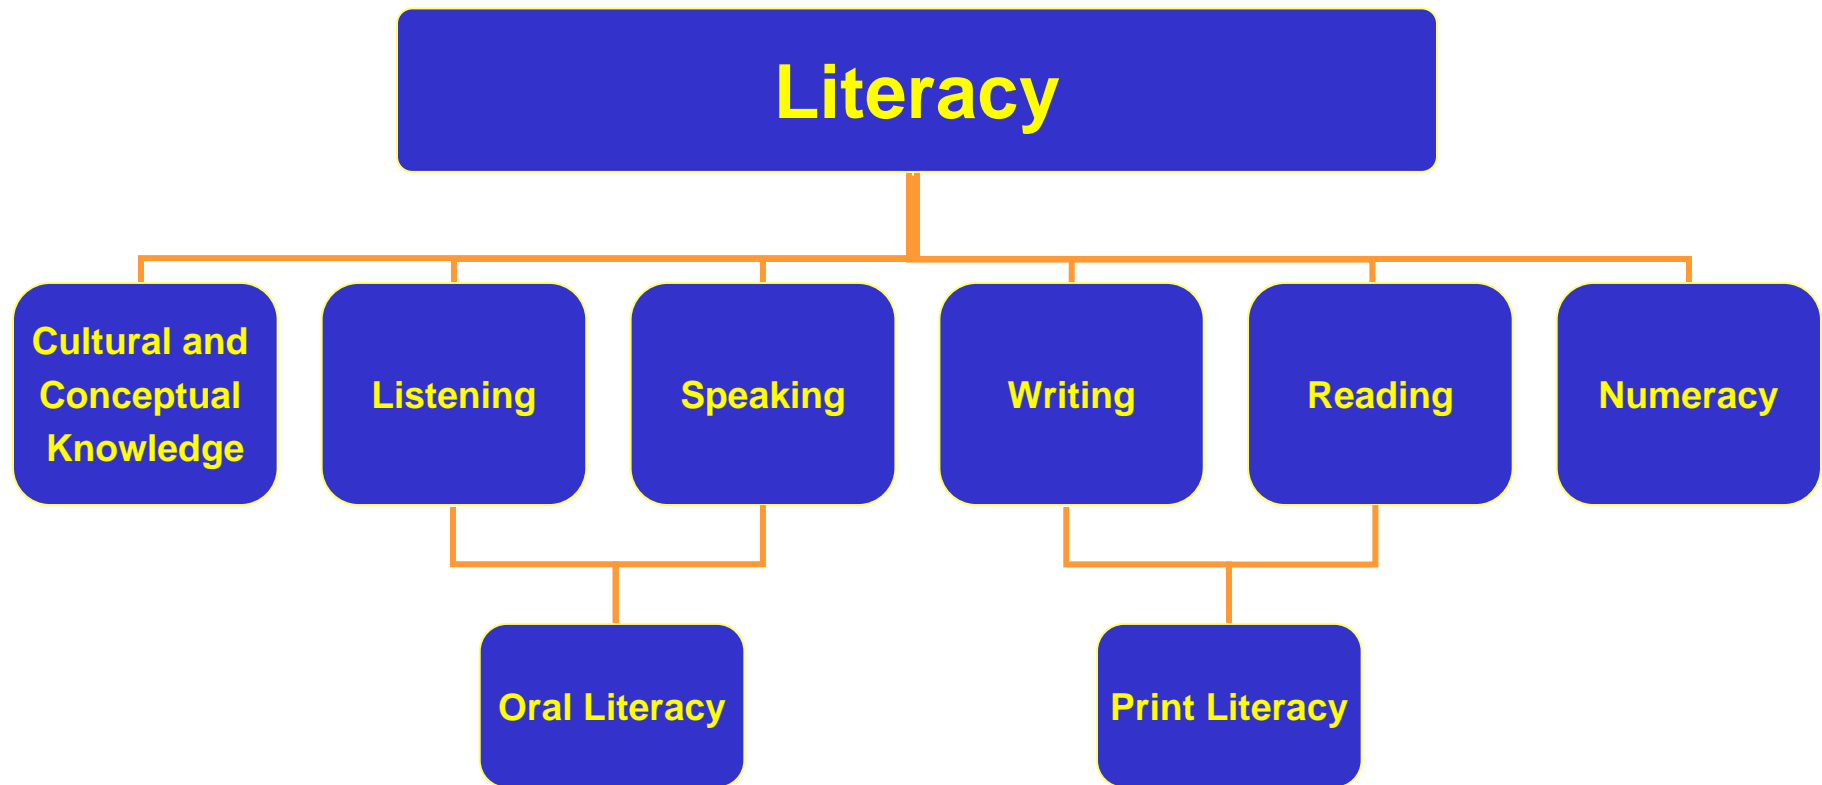 Literacy
Cultural and
Conceptual
Knowledge
Listening
Speaking
Writing
Reading
Numeracy
Oral Literacy
Print Literacy